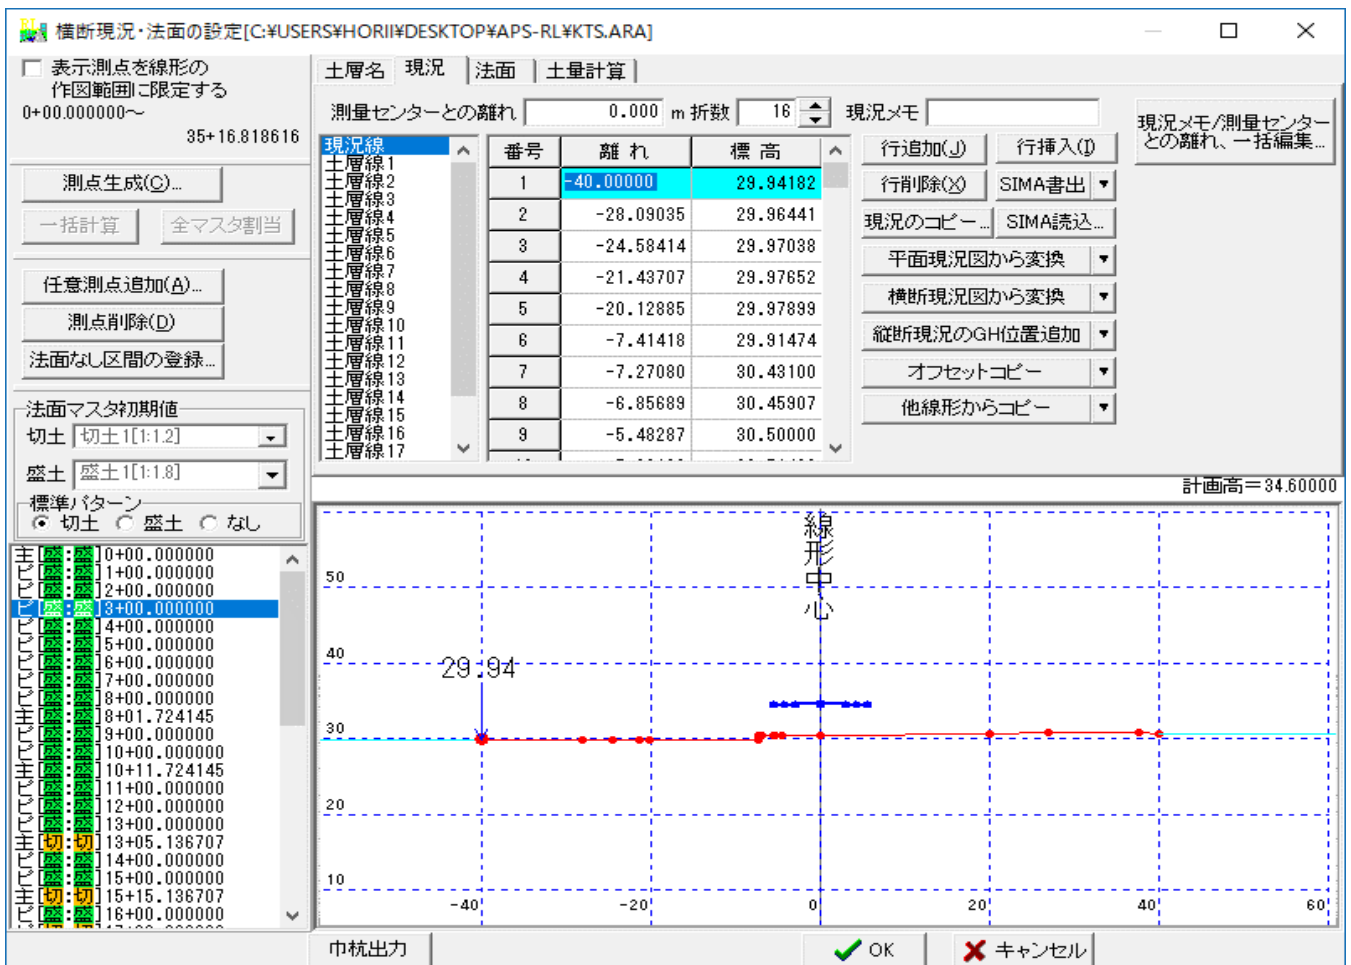 横断現況・法面の設定[C:¥USERS¥HORII¥DESKTOP¥APS-RL¥KTS.ARA]
表示測点を線形の
作図範囲に限定する
0+00.000000～
35+16.818616
測点生成(C)...
一括計算
全マスタ割当
任意測点追加(A)...
測点削除(D)
法面なし区間の登録...
法面マスタ初期値
切土 切土1[1:1.2]
盛土 盛土1[1:1.8]
標準パターン
切土 盛土 なし
主[盛:盛]0+00.000000
ピ[盛:盛]1+00.000000
ピ[盛:盛]2+00.000000
ピ[盛:盛]3+00.000000
ピ[盛:盛]4+00.000000
ピ[盛:盛]5+00.000000
ピ[盛:盛]6+00.000000
ピ[盛:盛]7+00.000000
ピ[盛:盛]8+00.000000
主[盛:盛]8+01.724145
ピ[盛:盛]9+00.000000
ピ[盛:盛]10+00.000000
主[盛:盛]10+11.724145
ピ[盛:盛]11+00.000000
ピ[盛:盛]12+00.000000
ピ[盛:盛]13+00.000000
主[切:切]13+05.136707
ピ[盛:盛]14+00.000000
ピ[盛:盛]15+00.000000
主[切:切]15+15.136707
ピ[盛:盛]16+00.000000
土層名 現況 法面 土量計算
測量センターとの離れ 0.000 m 折数 16 現況メモ
現況メモ/測量センター
との離れ、一括編集...
現況線
土層線1
土層線2
土層線3
土層線4
土層線5
土層線6
土層線7
土層線8
土層線9
土層線10
土層線11
土層線12
土層線13
土層線14
土層線15
土層線16
土層線17
番号 離れ 標高
1 -40.00000 29.94182
2 -28.09035 29.96441
3 -24.58414 29.97038
4 -21.43707 29.97652
5 -20.12885 29.97899
6 -7.41418 29.91474
7 -7.27080 30.43100
8 -6.85689 30.45907
9 -5.48287 30.50000
行追加(J) 行挿入(I)
行削除(X) SIMA書出
現況のコピー... SIMA読込...
平面現況図から変換
横断現況図から変換
縦断現況のGH位置追加
オフセットコピー
他線形からコピー
計画高＝34.60000
線形中心
50
40
29.94
30
20
10
-40 -20 0 20 40 60
巾杭出力
OK
キャンセル